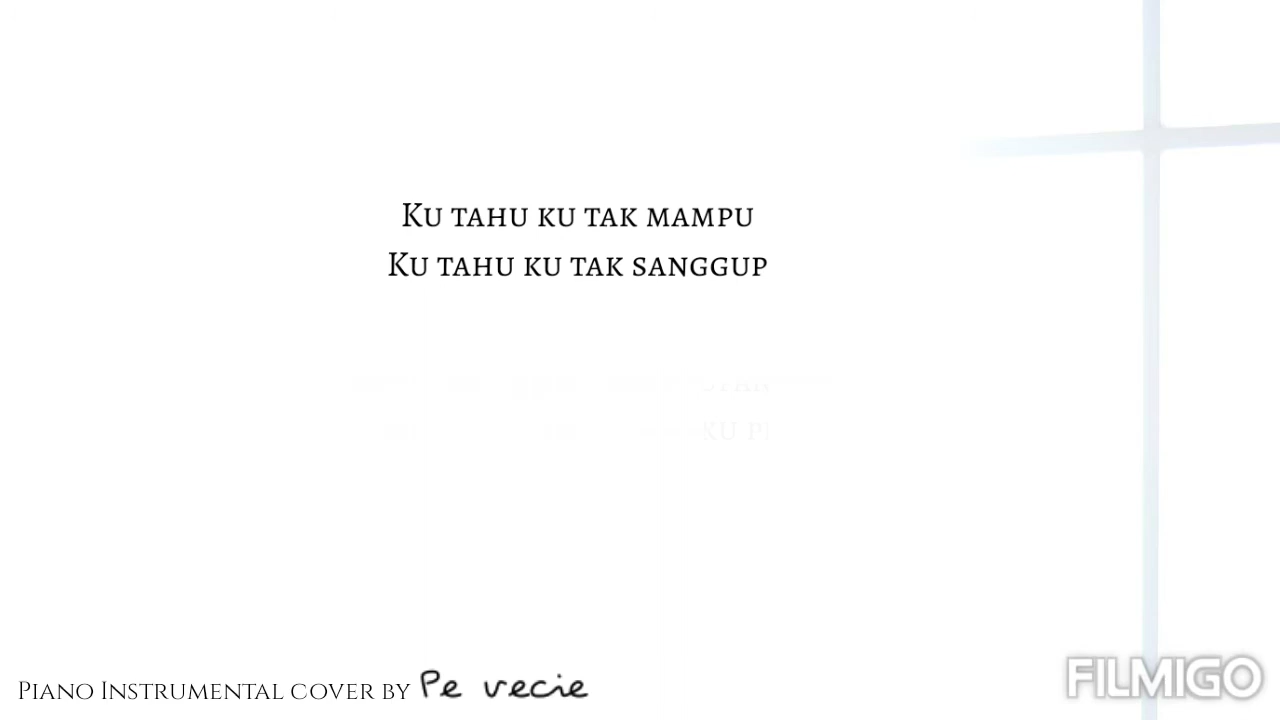 Ku tahu ku tak mampu
Ku tahu ku tak sanggup
Piano Instrumental cover by Pe vecie
FILMIGO